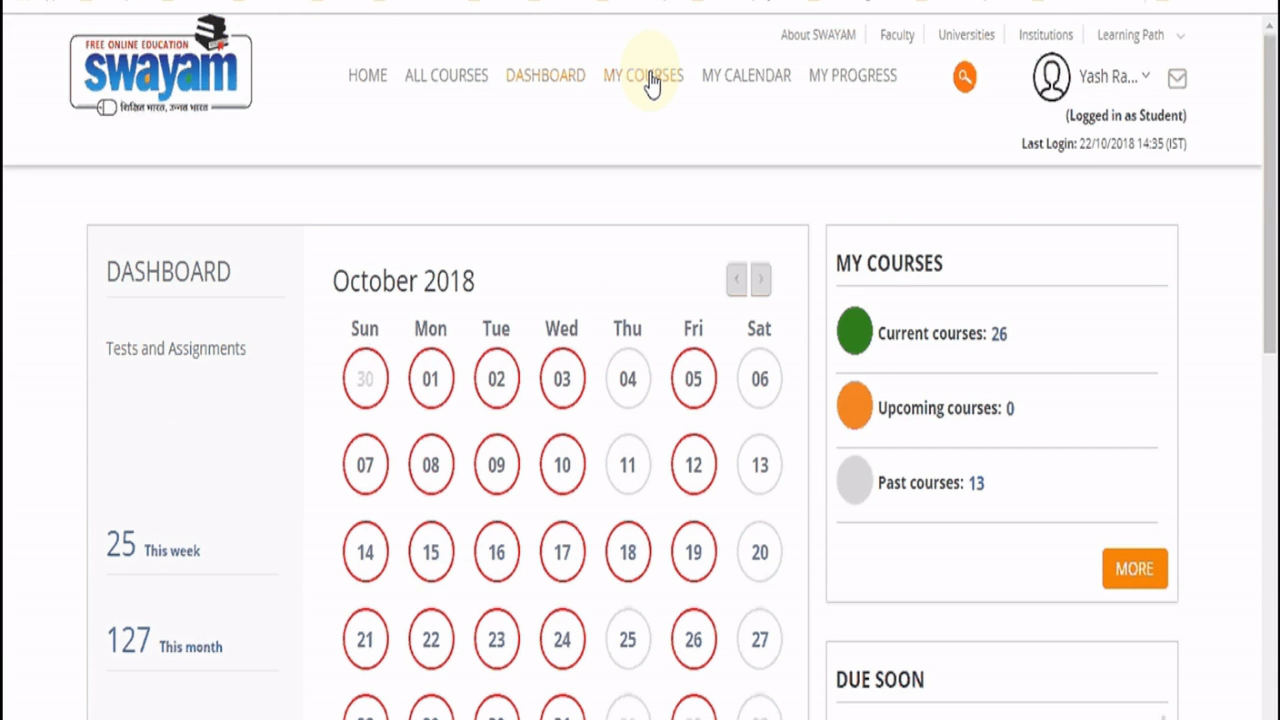 About SWAYAM Faculty Universities Institutions Learning Path
FREE ONLINE EDUCATION
swayam
शिक्षित भारत, उन्नत भारत
HOME ALL COURSES DASHBOARD MY COURSES MY CALENDAR MY PROGRESS
Yash Ra...
(Logged in as Student)
Last Login: 22/10/2018 14:35 (IST)
DASHBOARD
Tests and Assignments
25 This week
127 This month
October 2018
Sun Mon Tue Wed Thu Fri Sat
30 01 02 03 04 05 06
07 08 09 10 11 12 13
14 15 16 17 18 19 20
21 22 23 24 25 26 27
MY COURSES
Current courses: 26
Upcoming courses: 0
Past courses: 13
MORE
DUE SOON